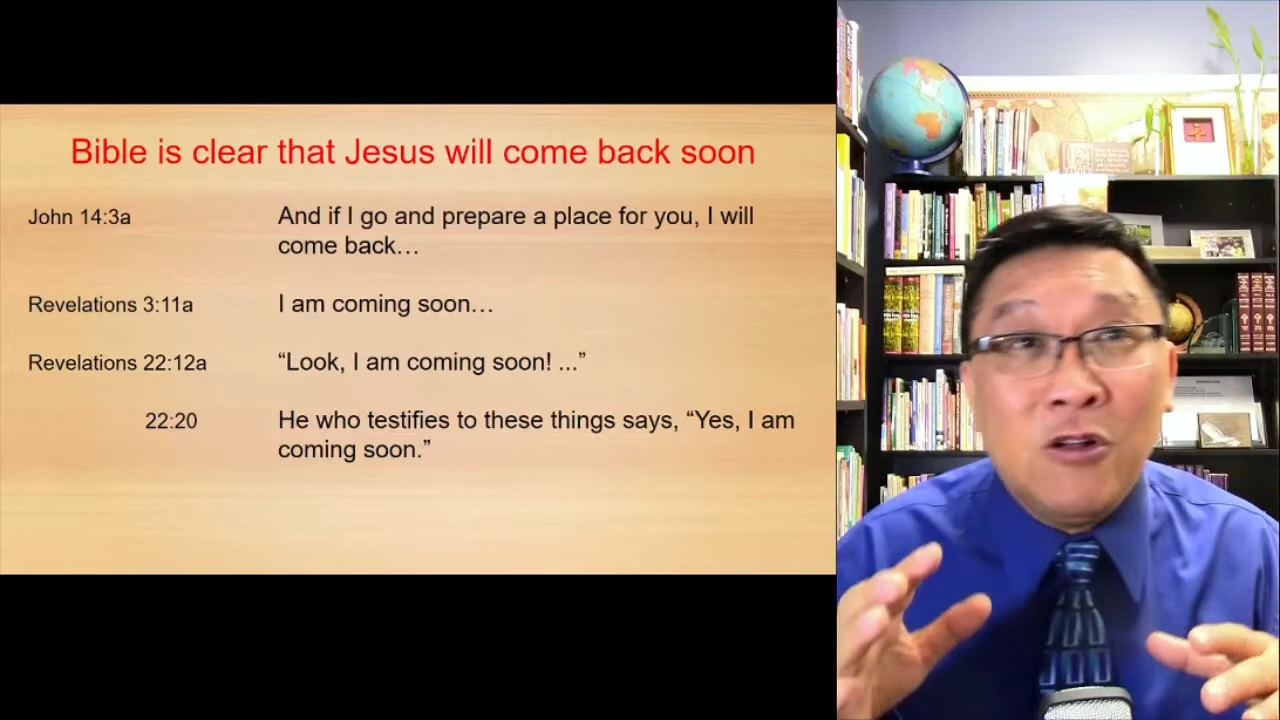 Bible is clear that Jesus will come back soon
John 14:3a
And if I go and prepare a place for you, I will
come back…
Revelations 3:11a
I am coming soon…
Revelations 22:12a
“Look, I am coming soon! ...”
22:20
He who testifies to these things says, “Yes, I am
coming soon.”